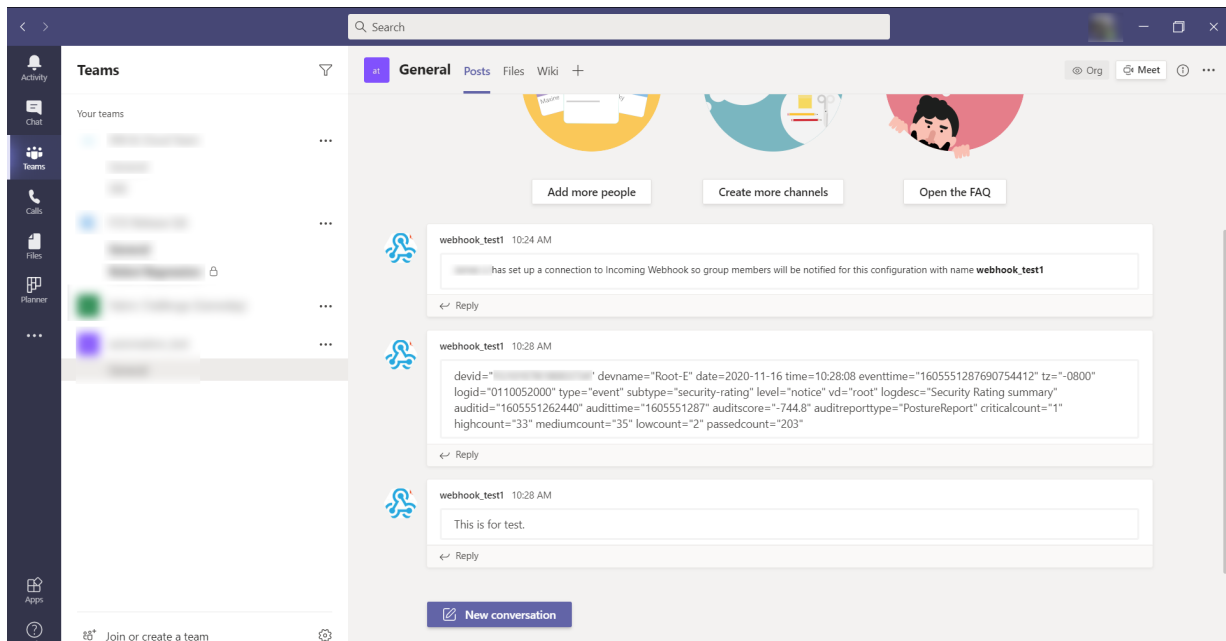 Search
Activity
Chat
Teams
Calls
Files
Planner
Apps
Teams
Your teams
Join or create a team
at General Posts Files Wiki
Org Meet
Add more people Create more channels Open the FAQ
webhook_test1 10:24 AM
has set up a connection to Incoming Webhook so group members will be notified for this configuration with name webhook_test1
Reply
webhook_test1 10:28 AM
devid=" ' devname="Root-E" date=2020-11-16 time=10:28:08 eventtime="1605551287690754412" tz="-0800"
logid="0110052000" type="event" subtype="security-rating" level="notice" vd="root" logdesc="Security Rating summary"
auditid="1605551262440" audittime="1605551287" auditscore="-744.8" auditreporttype="PostureReport" criticalcount="1"
highcount="33" mediumcount="35" lowcount="2" passedcount="203"
Reply
webhook_test1 10:28 AM
This is for test.
Reply
New conversation